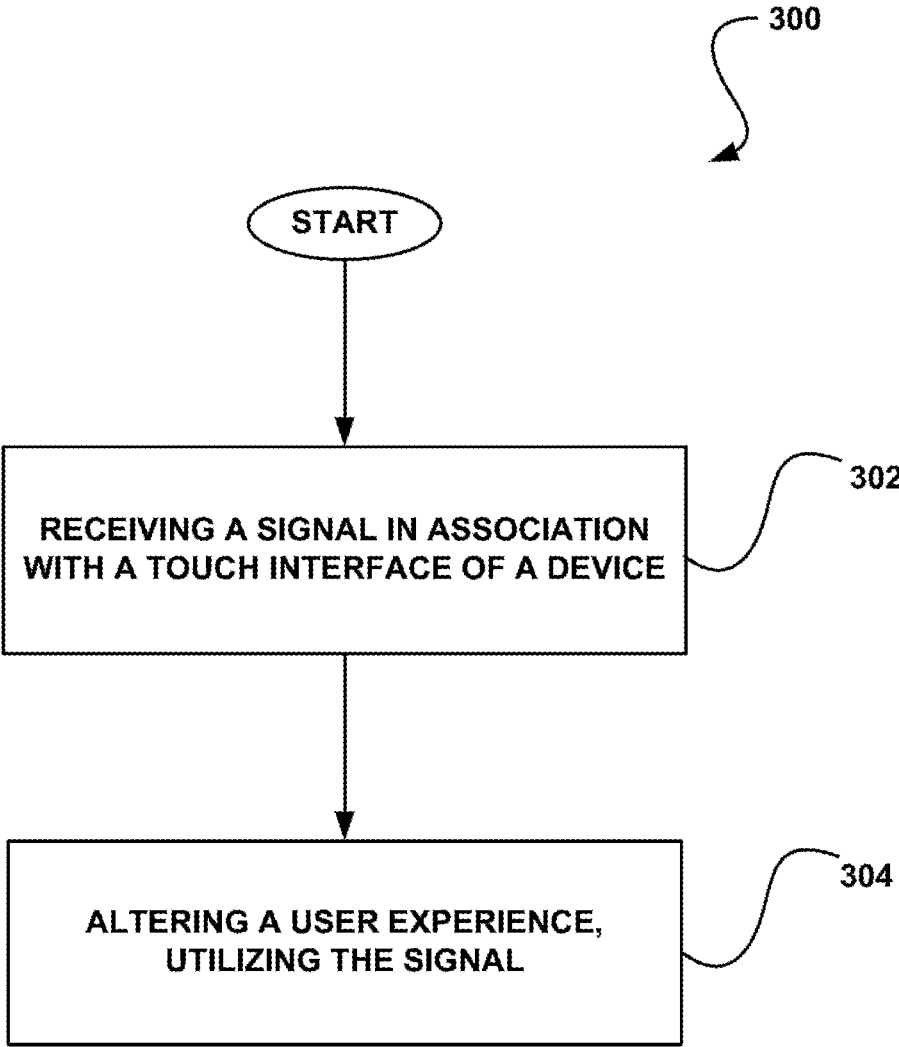 300
START
RECEIVING A SIGNAL IN ASSOCIATION
WITH A TOUCH INTERFACE OF A DEVICE
302
ALTERING A USER EXPERIENCE,
UTILIZING THE SIGNAL
304